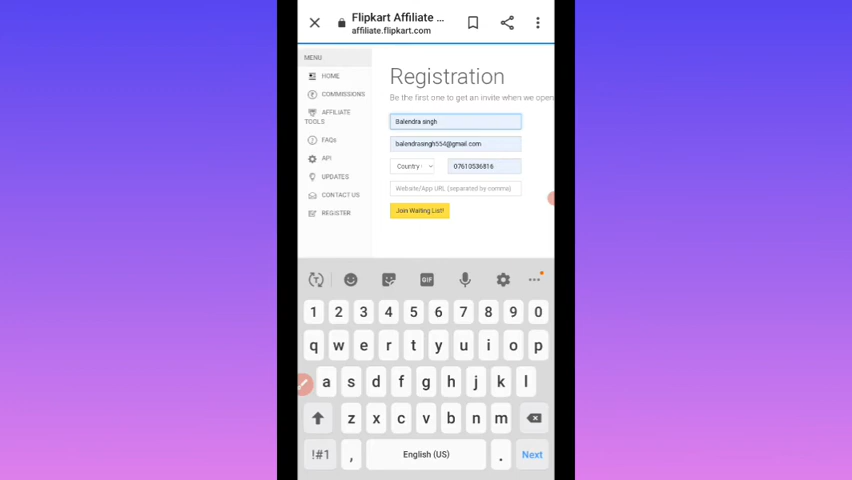 Flipkart Affiliate ...
affiliate.flipkart.com
MENU
HOME
COMMISSIONS
AFFILIATE
TOOLS
FAQs
API
UPDATES
CONTACT US
REGISTER
Registration
Be the first one to get an invite when we open
Balendra singh
balendrasingh554@gmail.com
Country 07610536816
Website/App URL (separated by comma)
Join Waiting List!
GIF
1 2 3 4 5 6 7 8 9 0
q w e r t y u i o p
a s d f g h j k l
z x c v b n m
!#1 , English (US) . Next